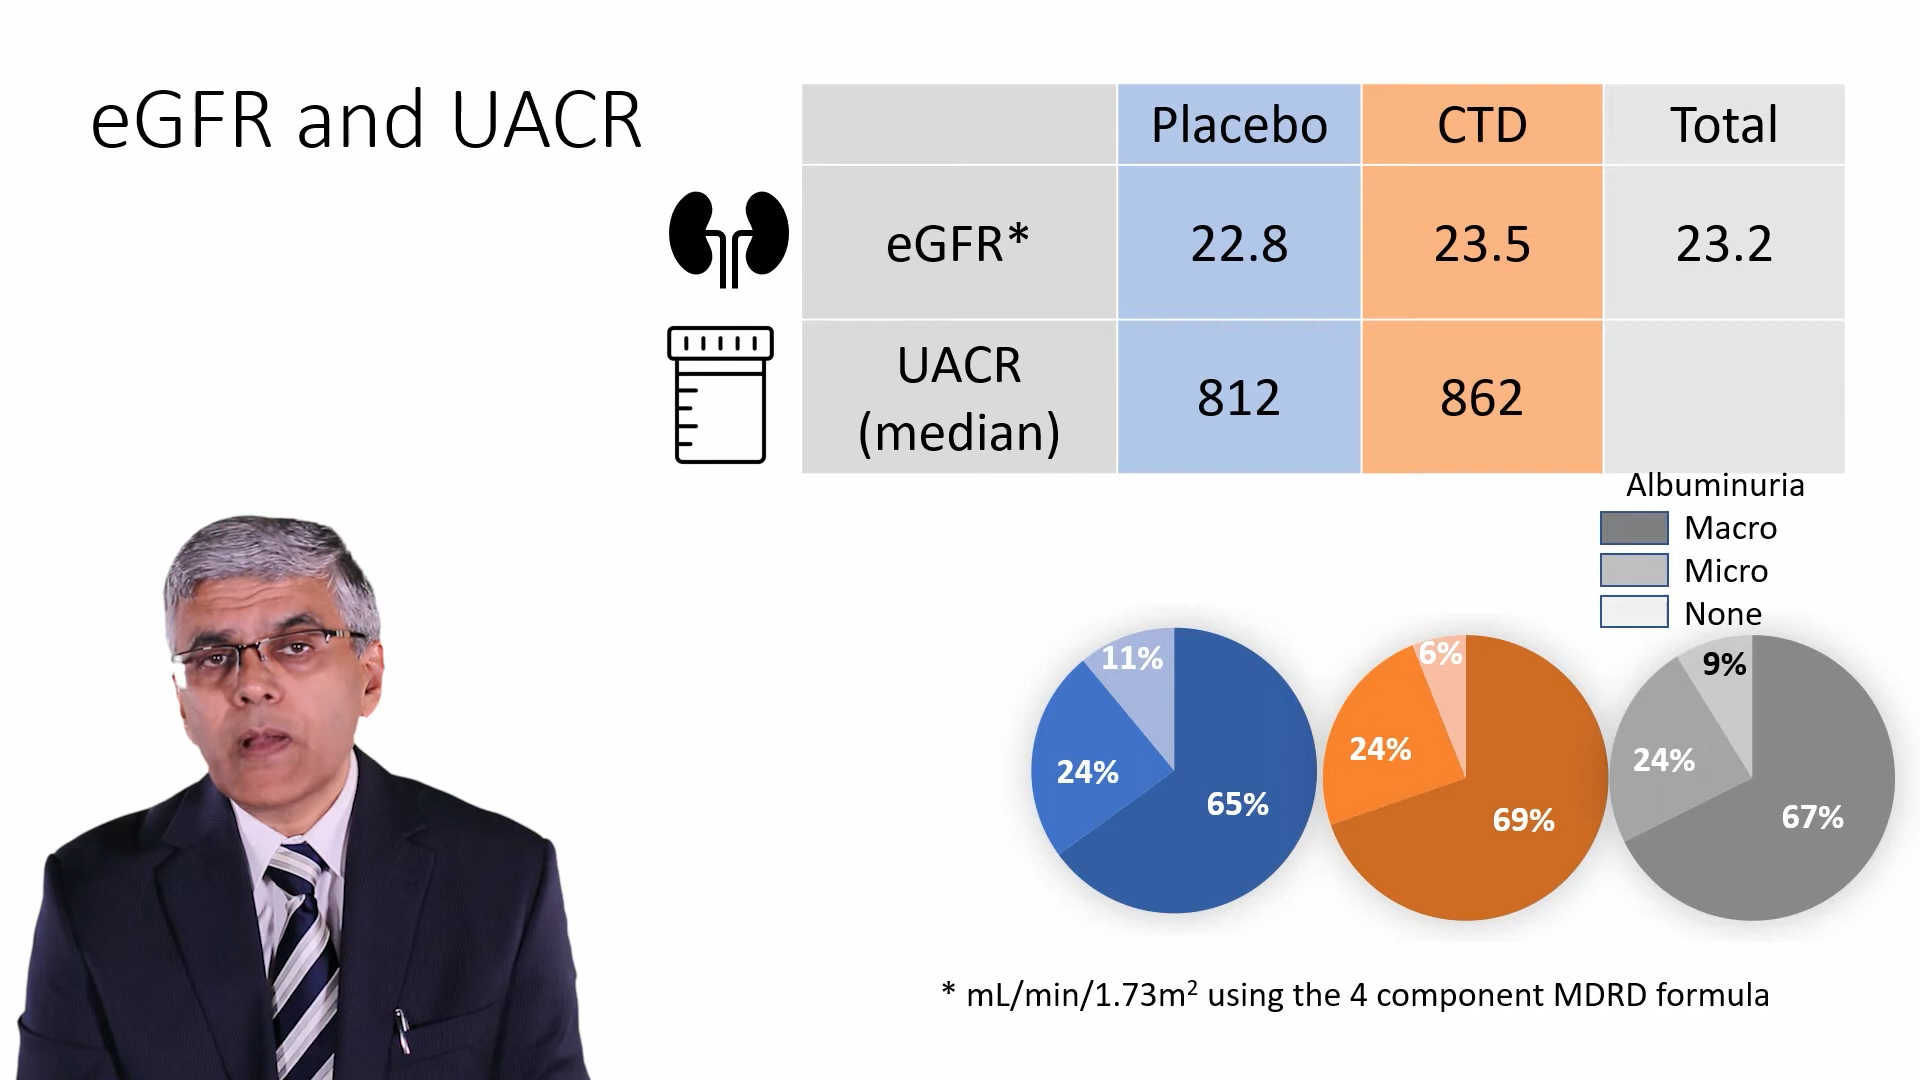 eGFR and UACR
Placebo CTD Total
eGFR* 22.8 23.5 23.2
UACR
(median) 812 862
Albuminuria
Macro
Micro
None
11%
24%
65%
6%
24%
69%
9%
24%
67%
* mL/min/1.73m² using the 4 component MDRD formula